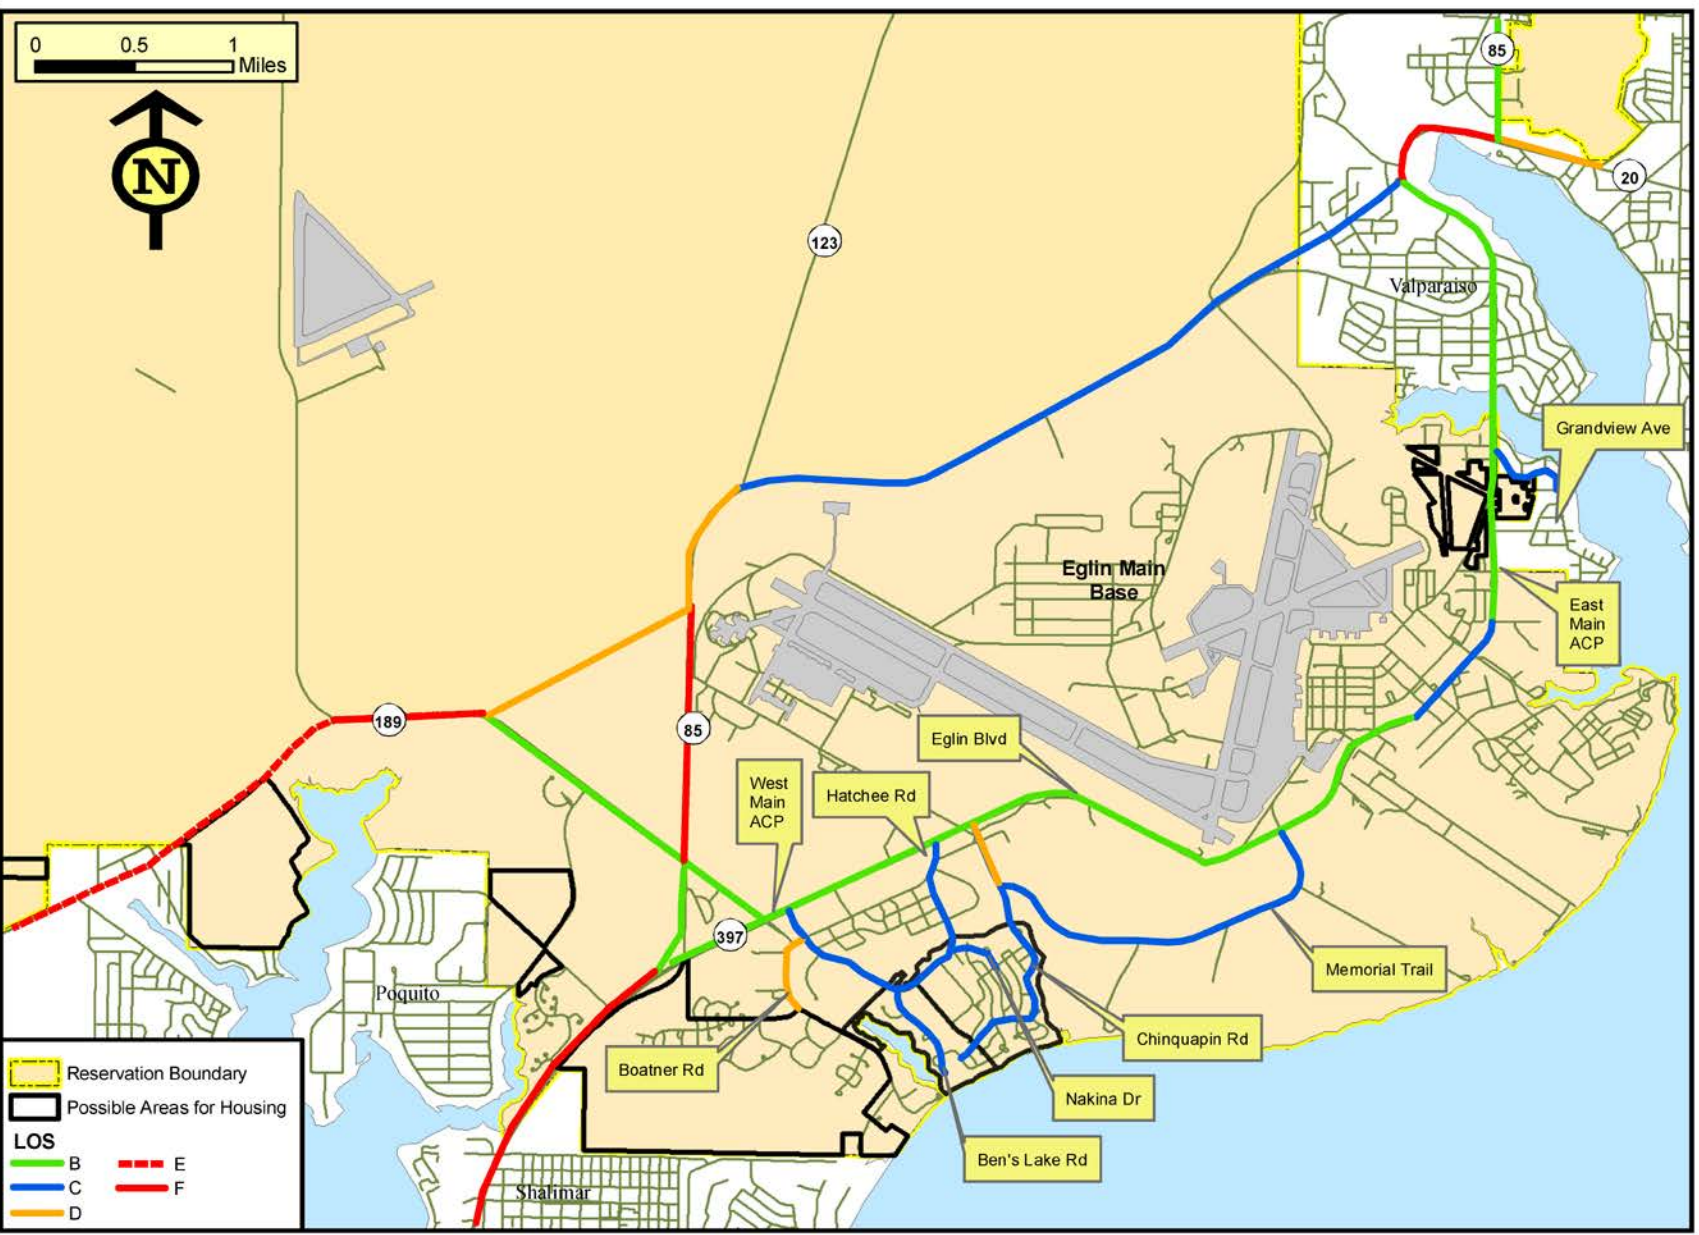 0 0.5 1
Miles
N
85
20
123
Valparaiso
Grandview Ave
Eglin Main
Base
East
Main
ACP
189
85
Eglin Blvd
West
Main
ACP
Hatchee Rd
397
Memorial Trail
Poquito
Chinquapin Rd
Boatner Rd
Nakina Dr
Ben's Lake Rd
Shalimar
Reservation Boundary
Possible Areas for Housing
LOS
B E
C F
D